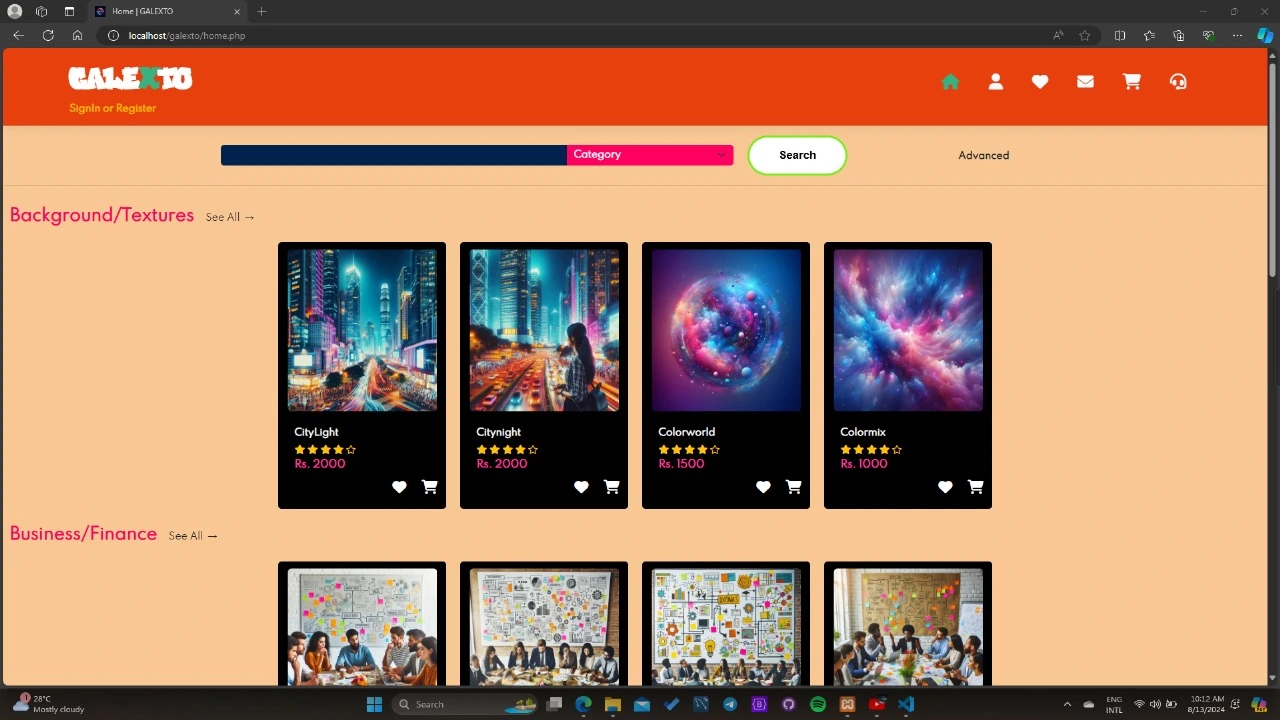 Home | GALEXTO
localhost/galexto/home.php
GALEXTO
SignIn or Register
Category
Search
Advanced
Background/Textures See All →
CityLight
Rs. 2000
Citynight
Rs. 2000
Colorworld
Rs. 1500
Colormix
Rs. 1000
Business/Finance See All →
28°C
Mostly cloudy
Search
ENG
INTL
10:12 AM
8/13/2024